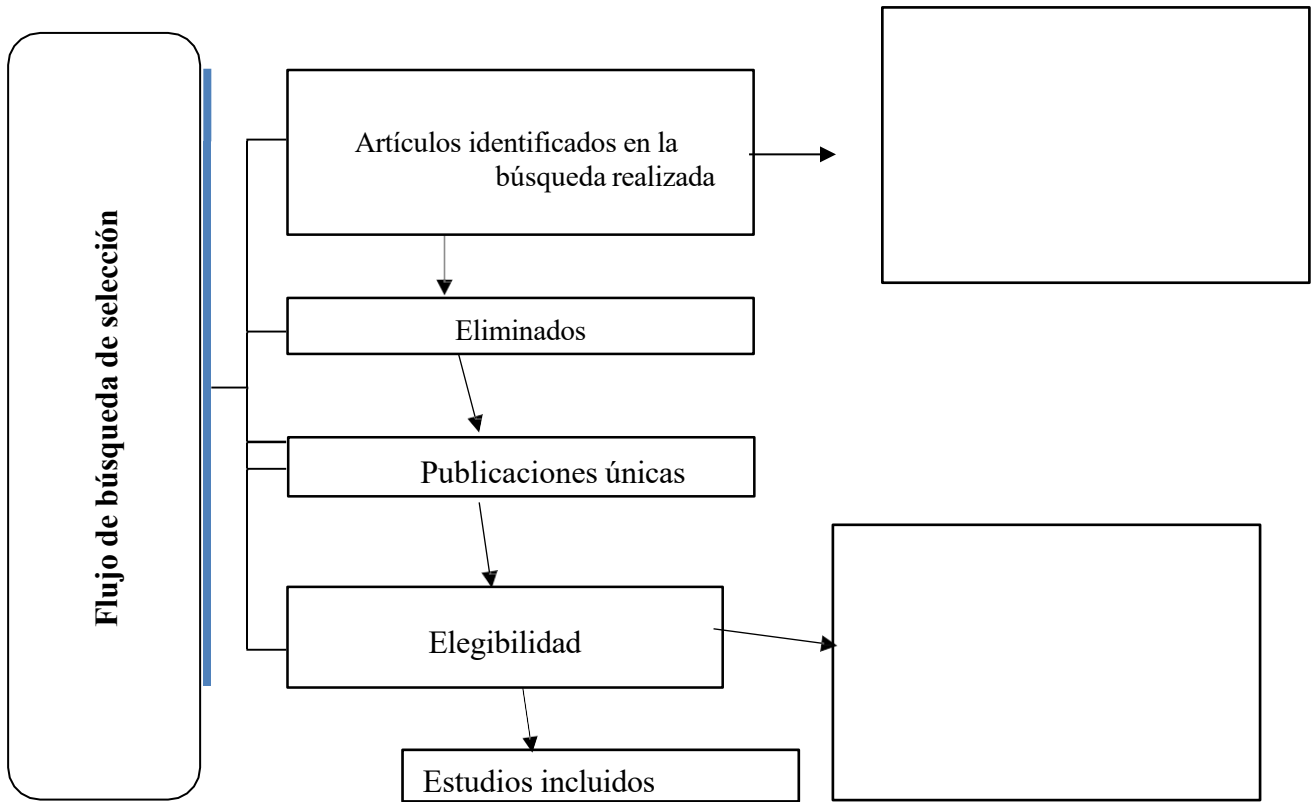 Flujo de búsqueda de selección
Artículos identificados en la
búsqueda realizada
Eliminados
Publicaciones únicas
Elegibilidad
Estudios incluidos